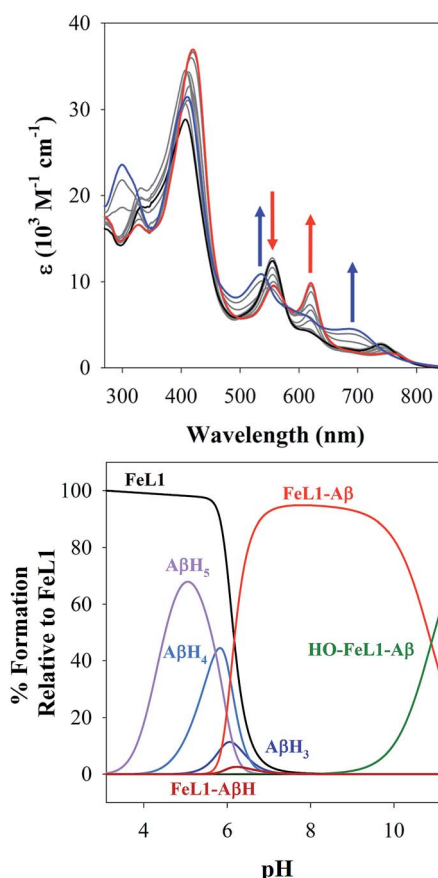 40
30
20
10
0
ε (10³ M⁻¹ cm⁻¹)
300 400 500 600 700 800
Wavelength (nm)
FeL1
100
FeL1-Aβ
80
AβH₅
60
AβH₄
HO-FeL1-Aβ
40
20
AβH₃
0
FeL1-AβH
% Formation
Relative to FeL1
4 6 8 10
pH